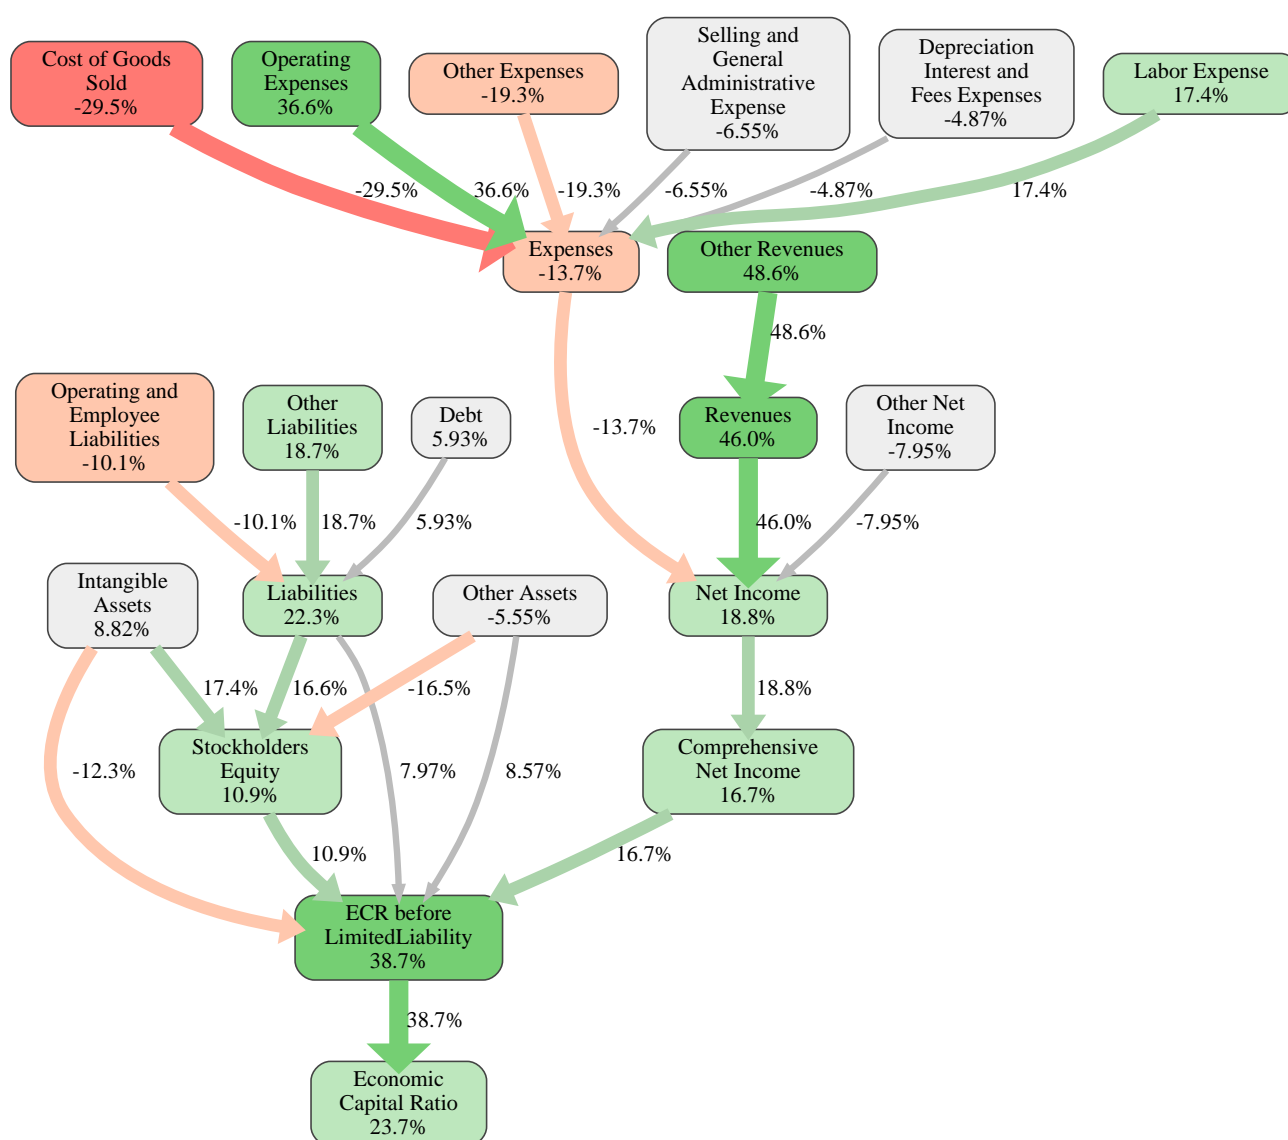 Cost of Goods
Sold
-29.5%
Operating
Expenses
36.6%
Other Expenses
-19.3%
Selling and
General
Administrative
Expense
-6.55%
Depreciation
Interest and
Fees Expenses
-4.87%
Labor Expense
17.4%
-29.5%
36.6%
-19.3%
-6.55%
-4.87%
17.4%
Expenses
-13.7%
Other Revenues
48.6%
48.6%
Operating and
Employee
Liabilities
-10.1%
Other
Liabilities
18.7%
Debt
5.93%
-13.7%
Revenues
46.0%
Other Net
Income
-7.95%
-10.1%
18.7%
5.93%
46.0%
-7.95%
Intangible
Assets
8.82%
Liabilities
22.3%
Other Assets
-5.55%
Net Income
18.8%
17.4%
16.6%
-16.5%
18.8%
-12.3%
Stockholders
Equity
10.9%
7.97%
8.57%
Comprehensive
Net Income
16.7%
10.9%
16.7%
ECR before
LimitedLiability
38.7%
38.7%
Economic
Capital Ratio
23.7%